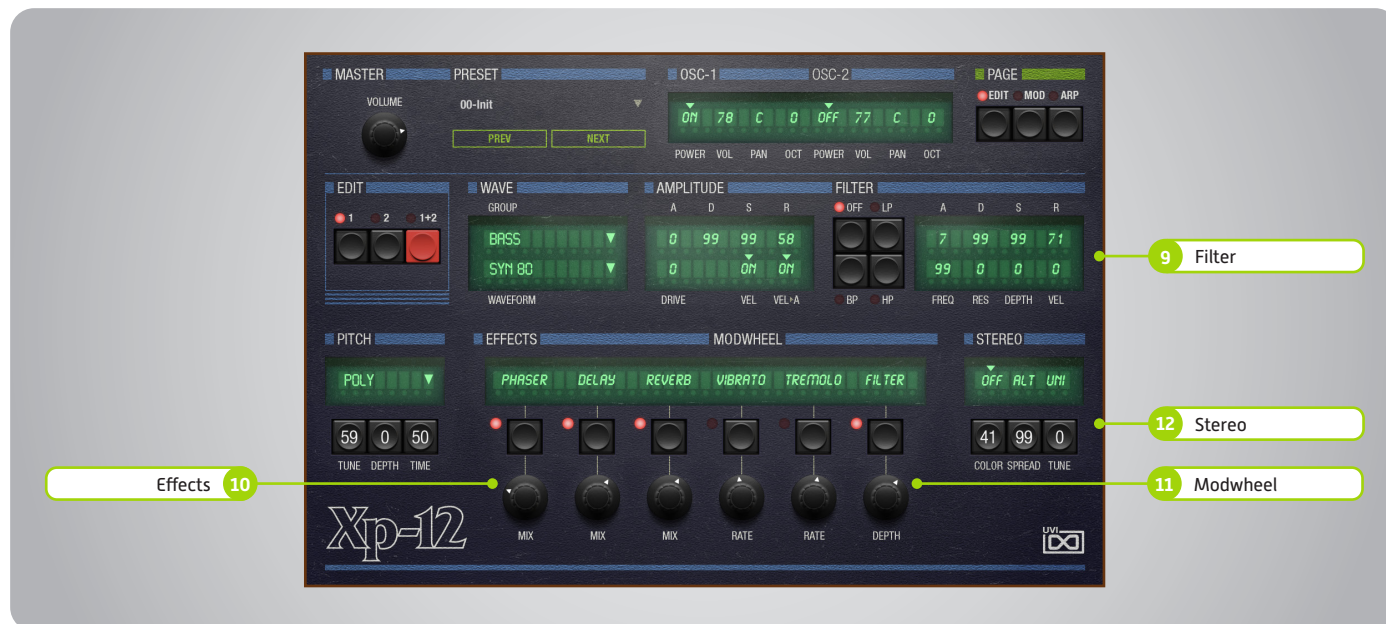 MASTER PRESET OSC-1 OSC-2 PAGE
VOLUME 00-Init EDIT MOD ARP
ON 78 C 0 OFF 77 C 0
PREV NEXT
POWER VOL PAN OCT POWER VOL PAN OCT
EDIT WAVE AMPLITUDE FILTER
GROUP A D S R OFF LP A D S R
1 2 1+2
BASS 0 99 99 58 7 99 99 71
9 Filter
SYN 80 0 ON ON 99 0 0 0
WAVEFORM DRIVE VEL VEL▸A BP HP FREQ RES DEPTH VEL
PITCH EFFECTS MODWHEEL STEREO
POLY PHASER DELAY REVERB VIBRATO TREMOLO FILTER OFF ALT UNI
12 Stereo
59 0 50 41 99 0
TUNE DEPTH TIME COLOR SPREAD TUNE
Effects 10 11 Modwheel
Xp-12 MIX MIX MIX RATE RATE DEPTH UVI